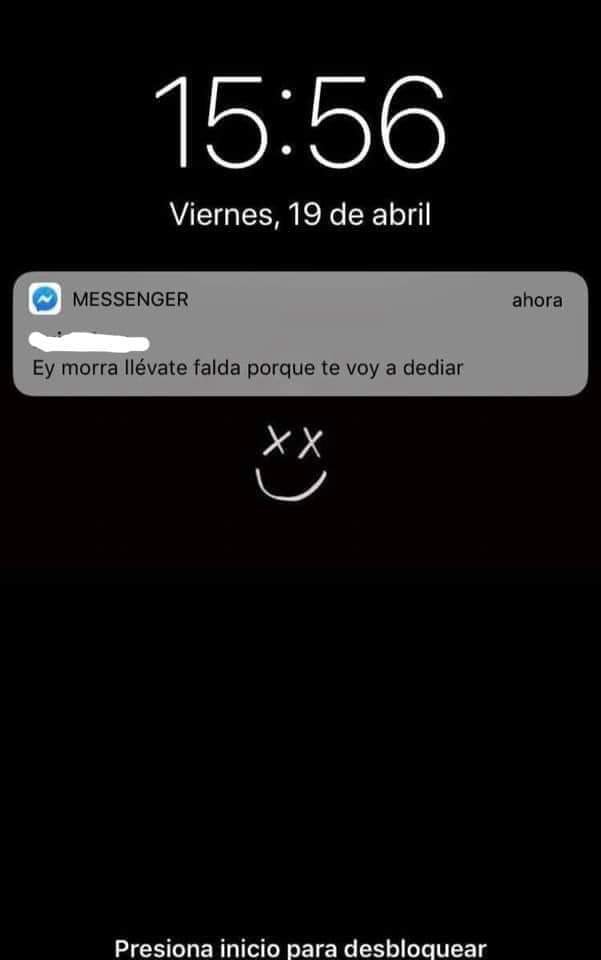 15:56
Viernes, 19 de abril
MESSENGER ahora
Ey morra llévate falda porque te voy a dediar
Presiona inicio para desbloquear